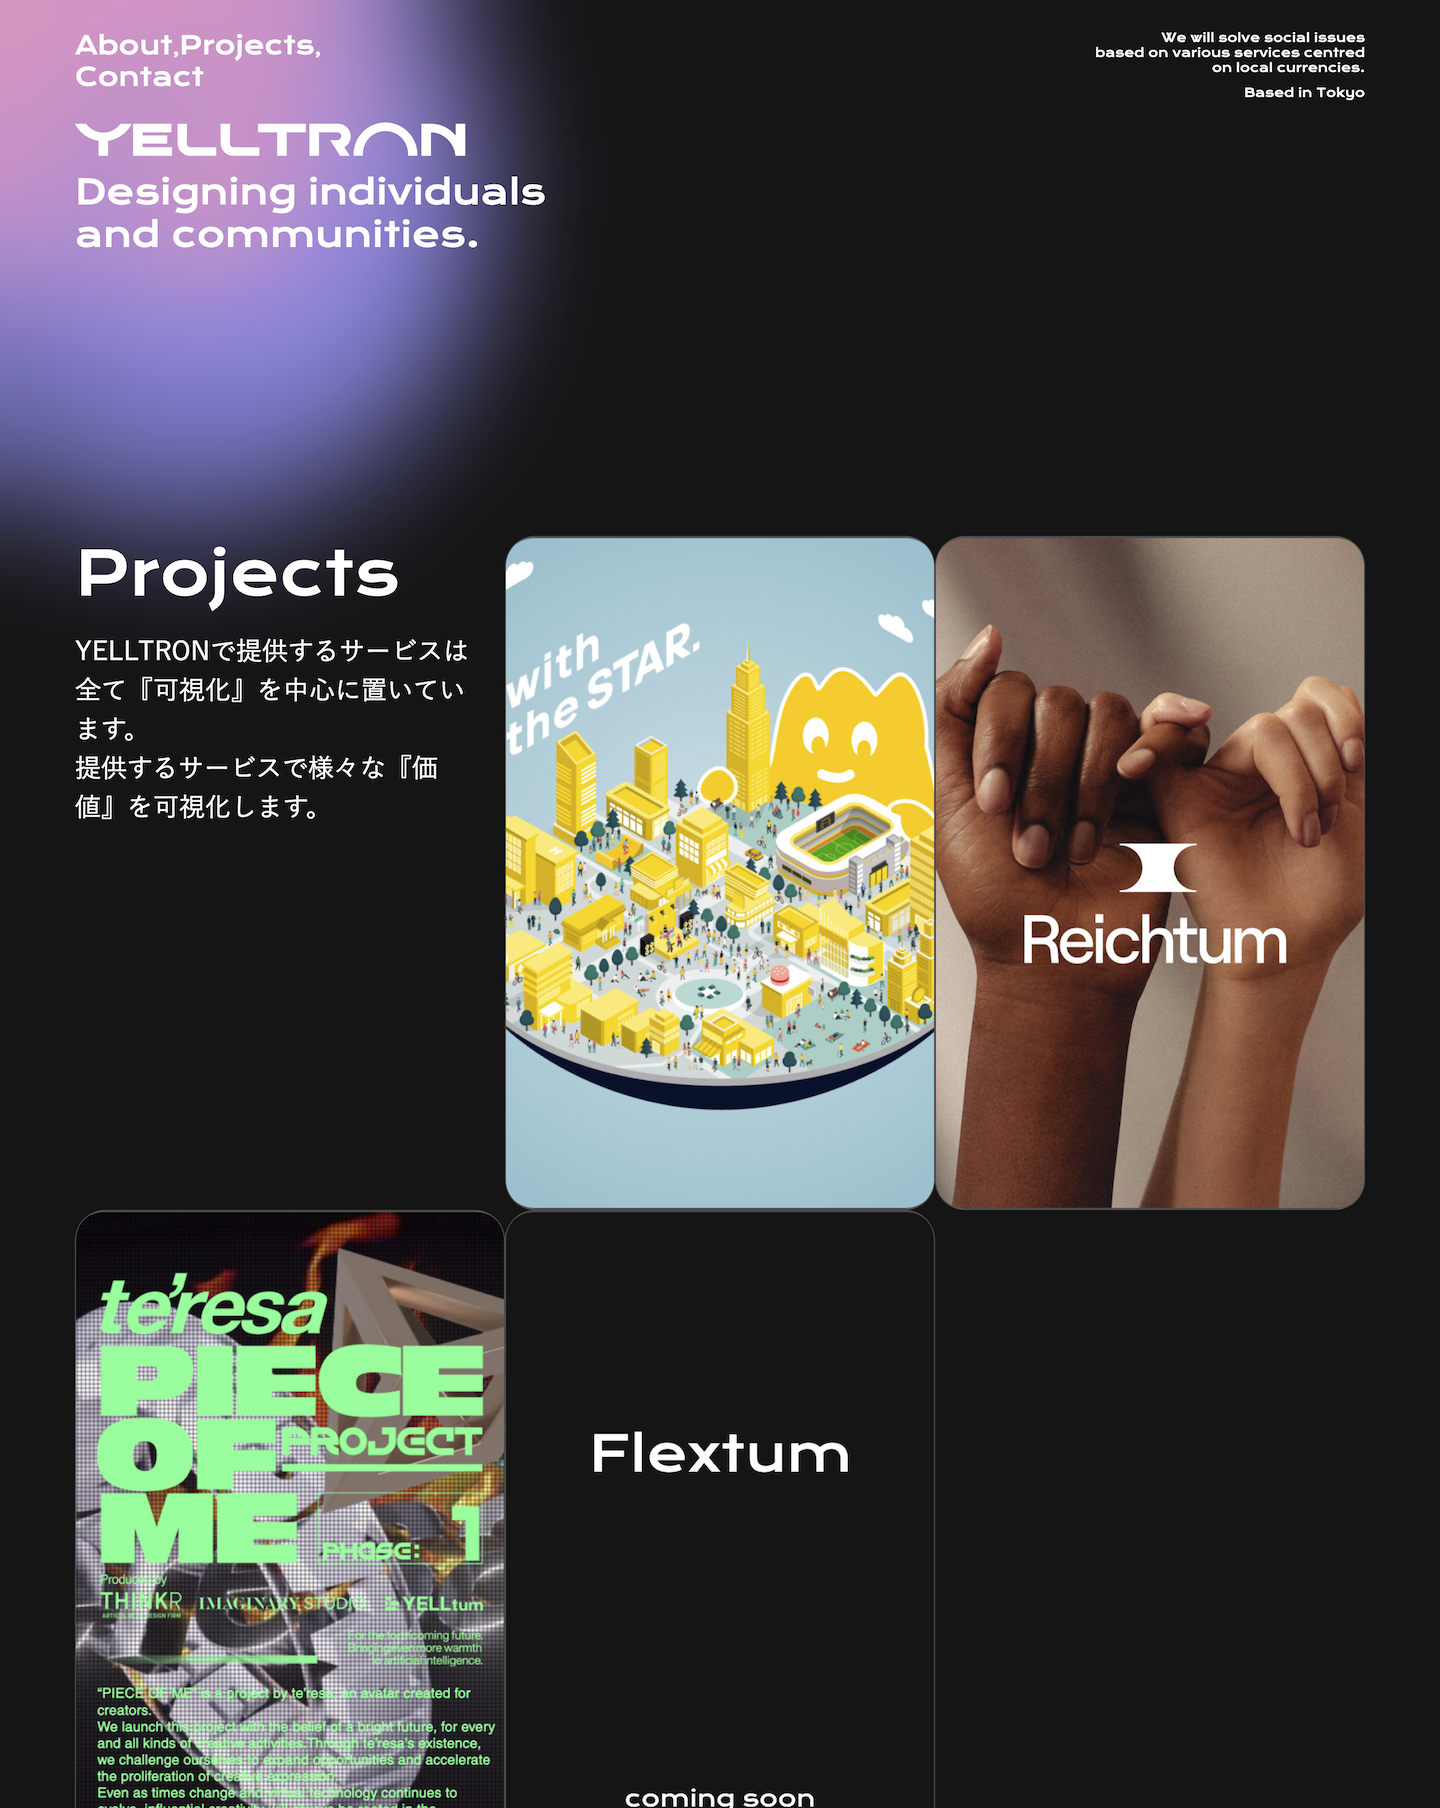 About,Projects,
Contact
We will solve social issues
based on various services centred
on local currencies.
Based in Tokyo
YELLTRON
Designing individuals
and communities.
Projects
YELLTRONで提供するサービスは
全て『可視化』を中心に置いてい
ます。
提供するサービスで様々な『価
値』を可視化します。
with
the STAR.
Reichtum
te'resa
PIECE
OF PROJECT
ME PHASE: 1
Produced by
THINKR IMAGINARY STUDIO YELLtum
For the forthcoming future.
Bringing even more warmth
to artificial intelligence.
“PIECE OF ME” is a project by te'resa, an avatar created for
creators.
We launch this project with the belief of a bright future, for every
and all kinds of creative activities.Through te'resa's existence,
we challenge ourselves to expand opportunities and accelerate
the proliferation of creative expression.
Even as times change and virtual technology continues to
Flextum
coming soon